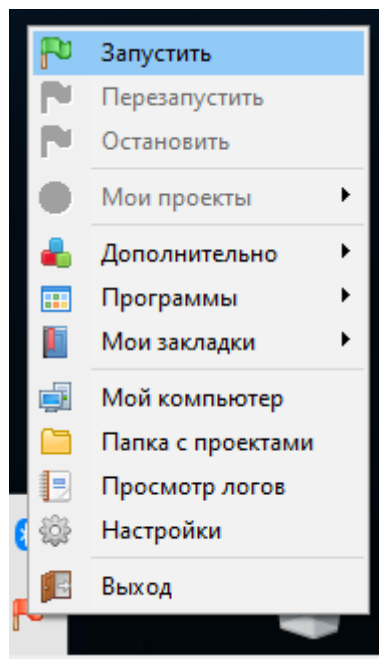 Запустить
Перезапустить
Остановить
Мои проекты
Дополнительно
Программы
Мои закладки
Мой компьютер
Папка с проектами
Просмотр логов
Настройки
Выход